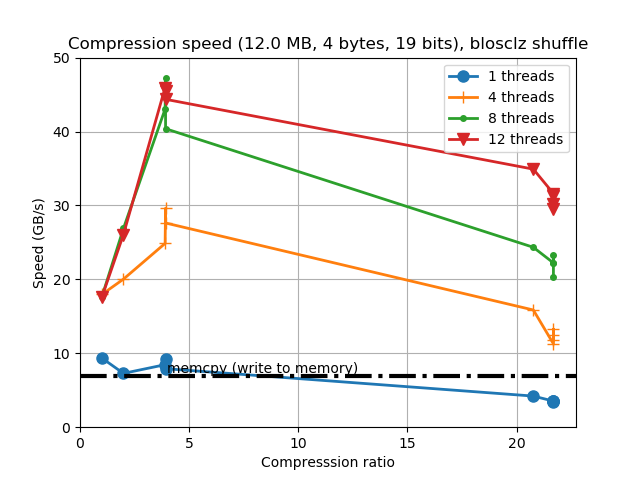 Compression speed (12.0 MB, 4 bytes, 19 bits), blosclz shuffle
50
40
30
20
10
0
Speed (GB/s)
1 threads
4 threads
8 threads
12 threads
memcpy (write to memory)
0 5 10 15 20
Compresssion ratio